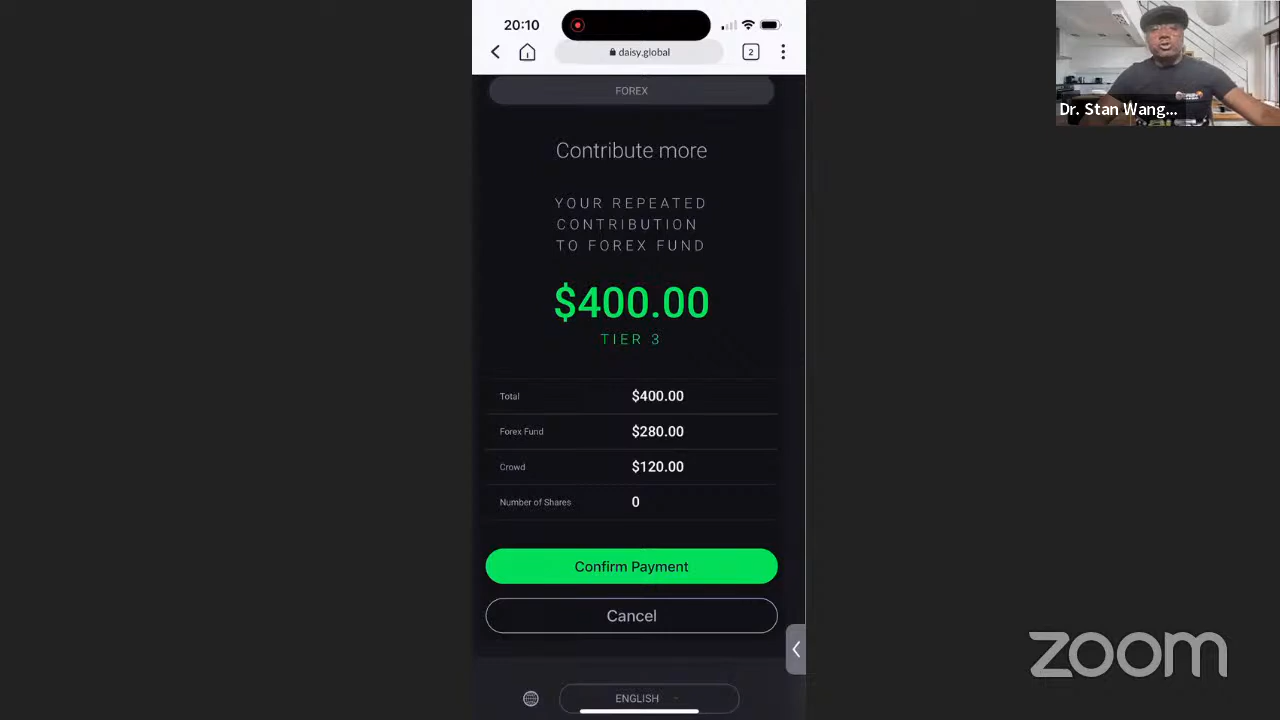 20:10
daisy.global
2
FOREX
Contribute more
YOUR REPEATED
CONTRIBUTION
TO FOREX FUND
$400.00
TIER 3
Total $400.00
Forex Fund $280.00
Crowd $120.00
Number of Shares 0
Confirm Payment
Cancel
ENGLISH
Dr. Stan Wang...
zoom